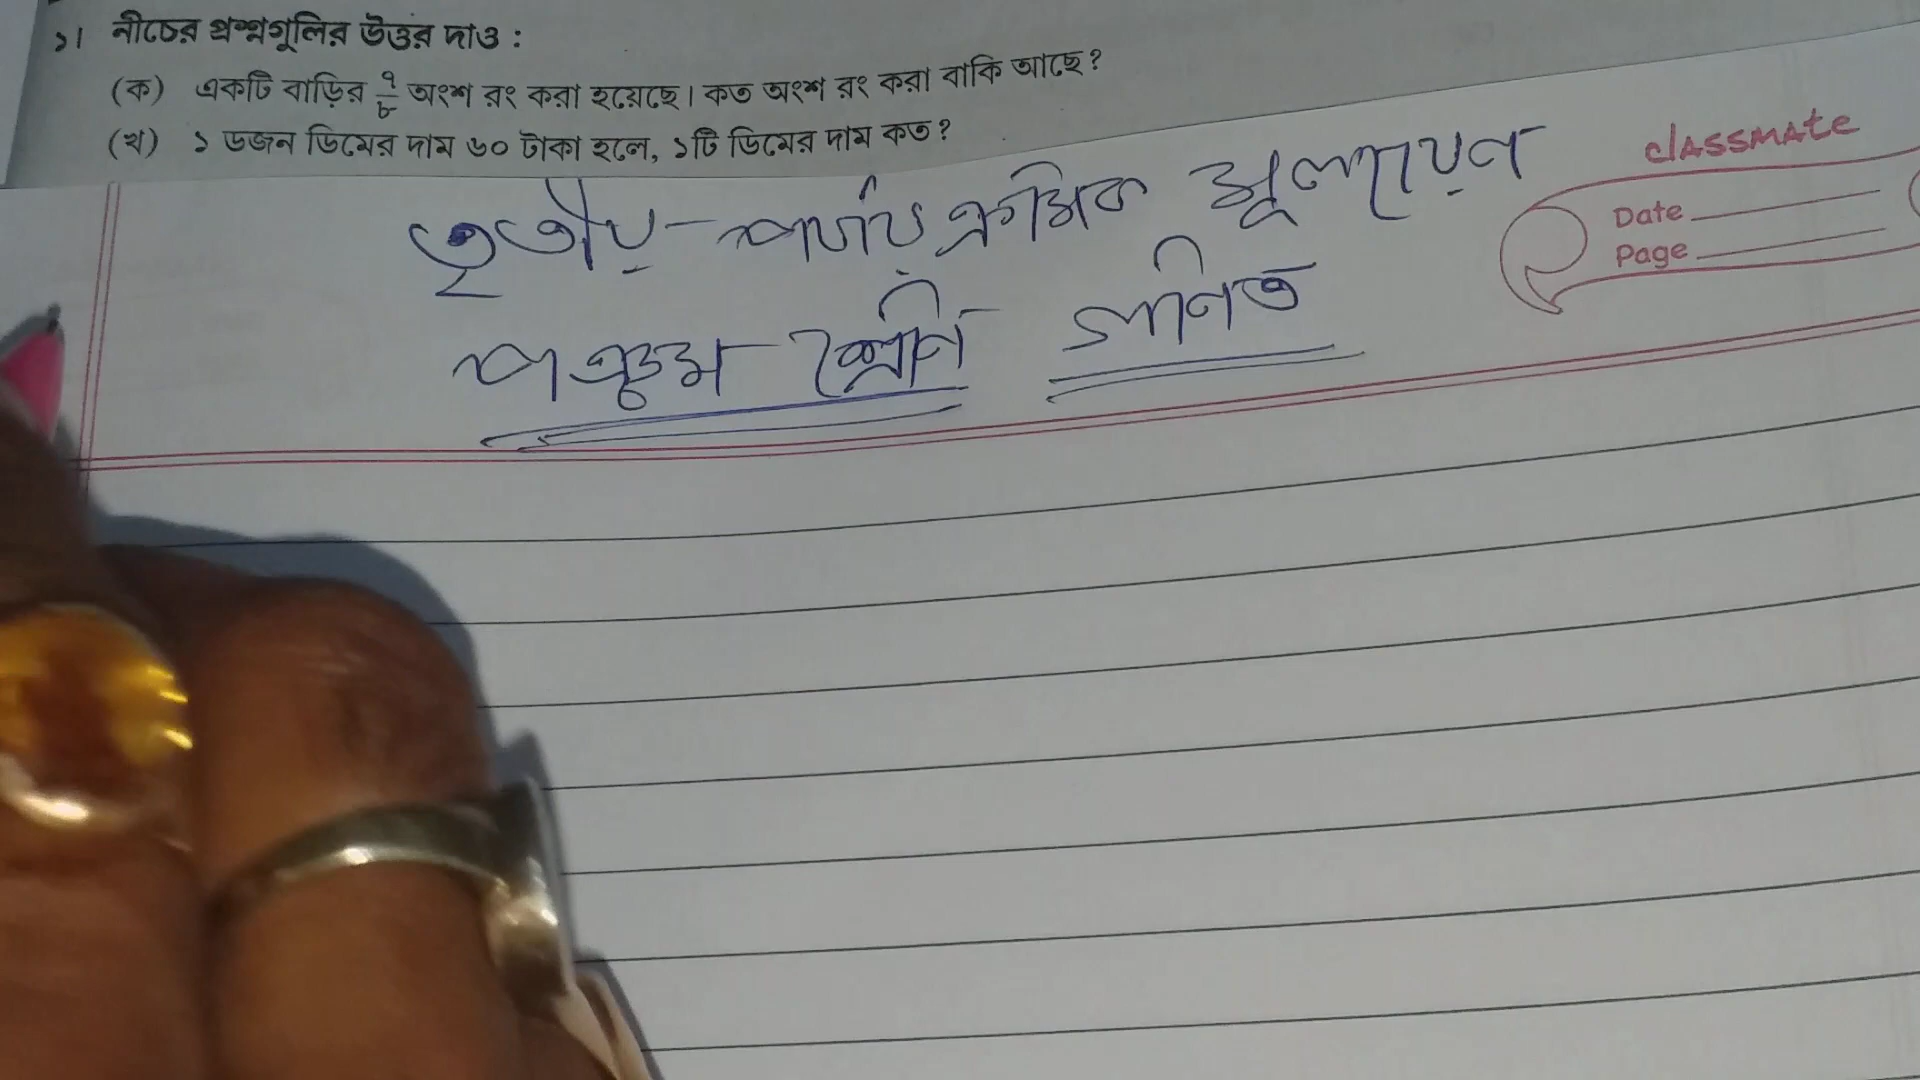 ১। নীচের প্রশ্নগুলির উত্তর দাও :
(ক) একটি বাড়ির ৭/৮ অংশ রং করা হয়েছে। কত অংশ রং করা বাকি আছে?
(খ) ১ ডজন ডিমের দাম ৬০ টাকা হলে, ১টি ডিমের দাম কত?
classmate
Date
Page
তৃতীয় পর্যায়ক্রমিক মূল্যায়ণ
পঞ্চম শ্রেণি গণিত